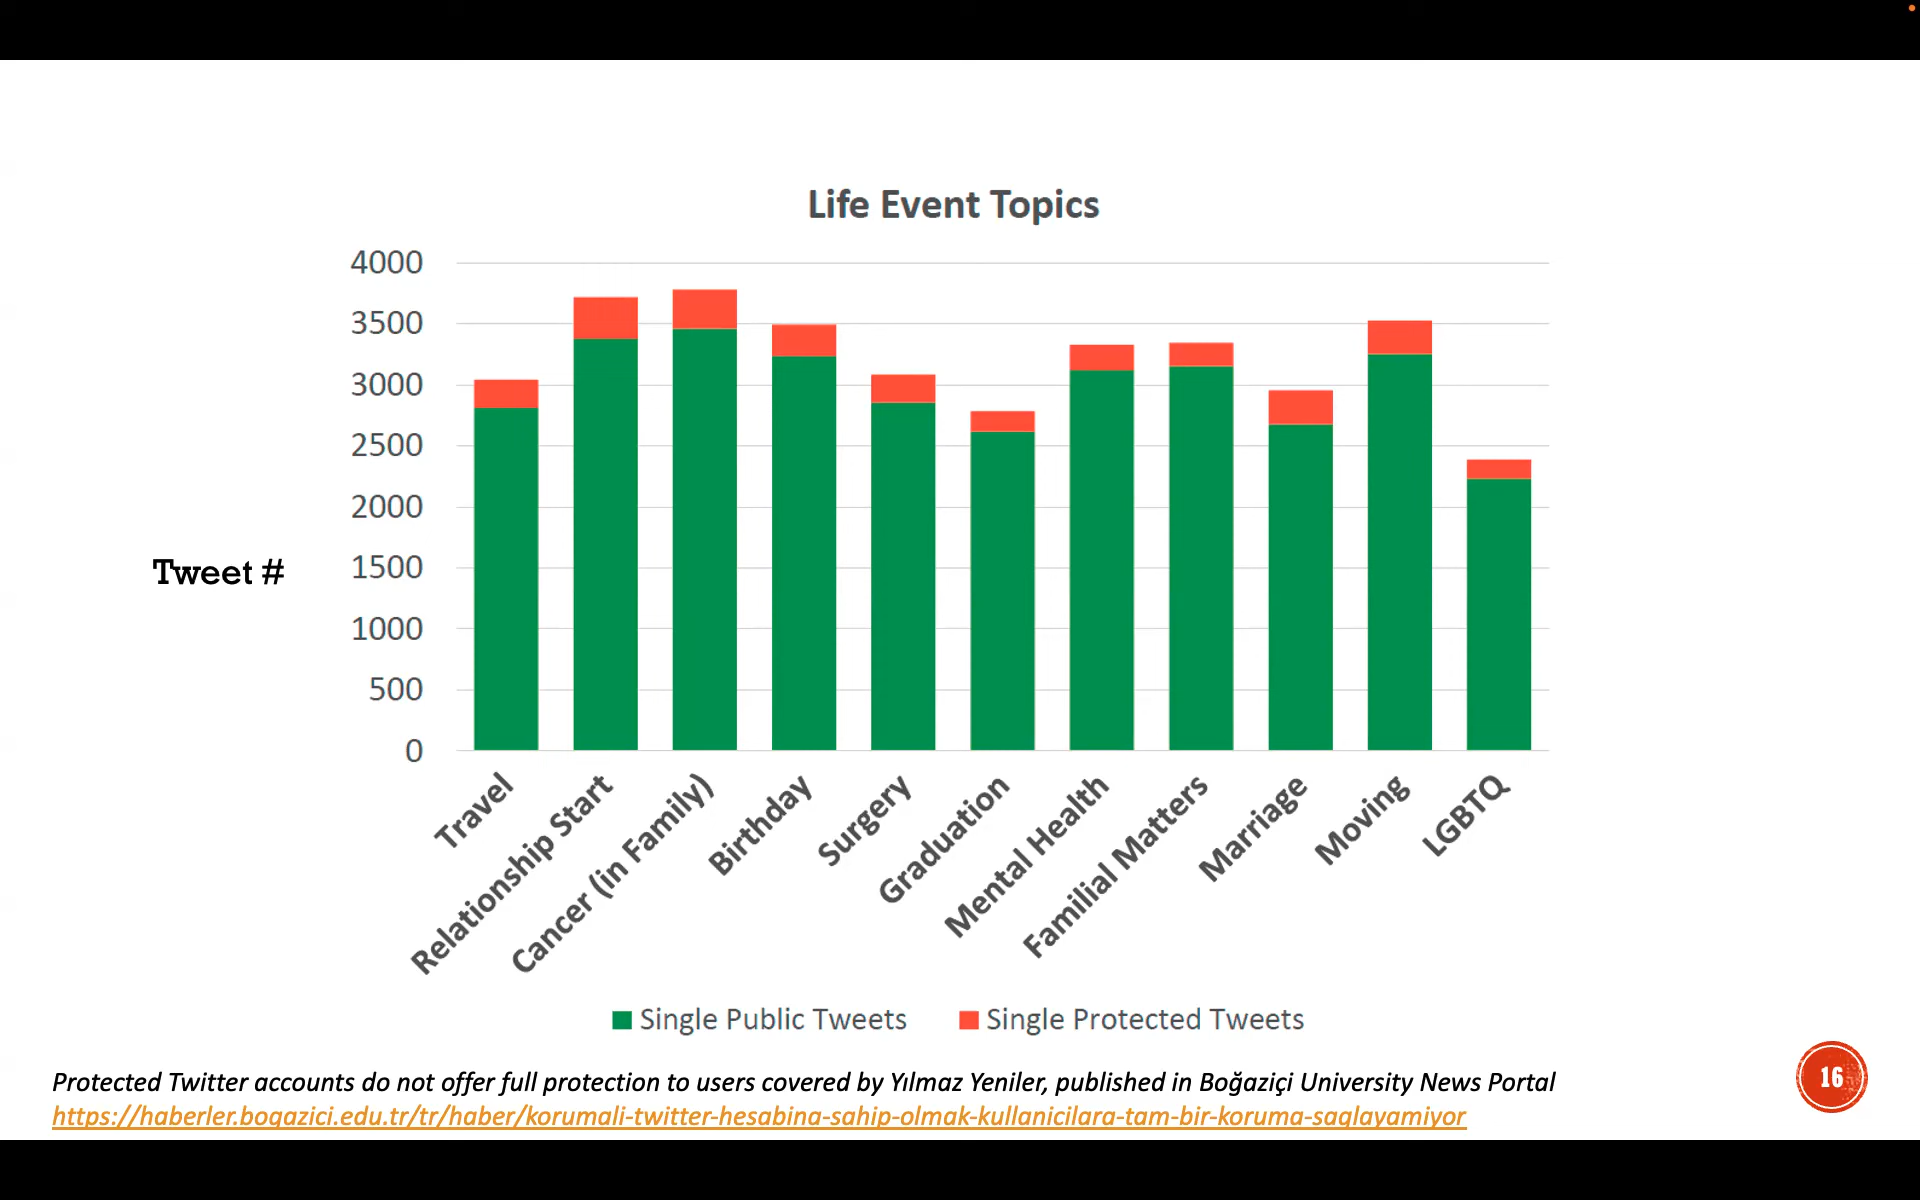 Life Event Topics
4000
3500
3000
2500
2000
1500
1000
500
0
Tweet #
Travel
Relationship Start
Cancer (in Family)
Birthday
Surgery
Graduation
Mental Health
Familial Matters
Marriage
Moving
LGBTQ
Single Public Tweets
Single Protected Tweets
Protected Twitter accounts do not offer full protection to users covered by Yılmaz Yeniler, published in Boğaziçi University News Portal
https://haberler.bogazici.edu.tr/tr/haber/korumali-twitter-hesabina-sahip-olmak-kullanicilara-tam-bir-koruma-saglayamiyor
16